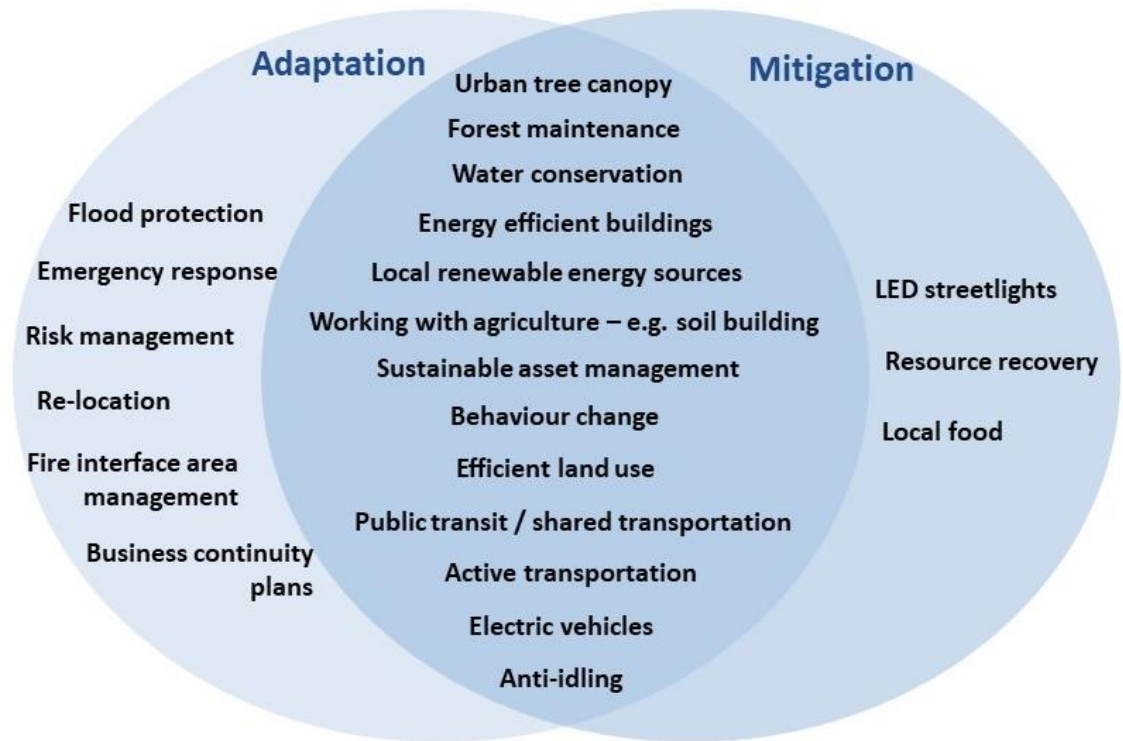 Adaptation
Mitigation
Flood protection
Emergency response
Risk management
Re-location
Fire interface area
management
Business continuity
plans
Urban tree canopy
Forest maintenance
Water conservation
Energy efficient buildings
Local renewable energy sources
Working with agriculture – e.g. soil building
Sustainable asset management
Behaviour change
Efficient land use
Public transit / shared transportation
Active transportation
Electric vehicles
Anti-idling
LED streetlights
Resource recovery
Local food